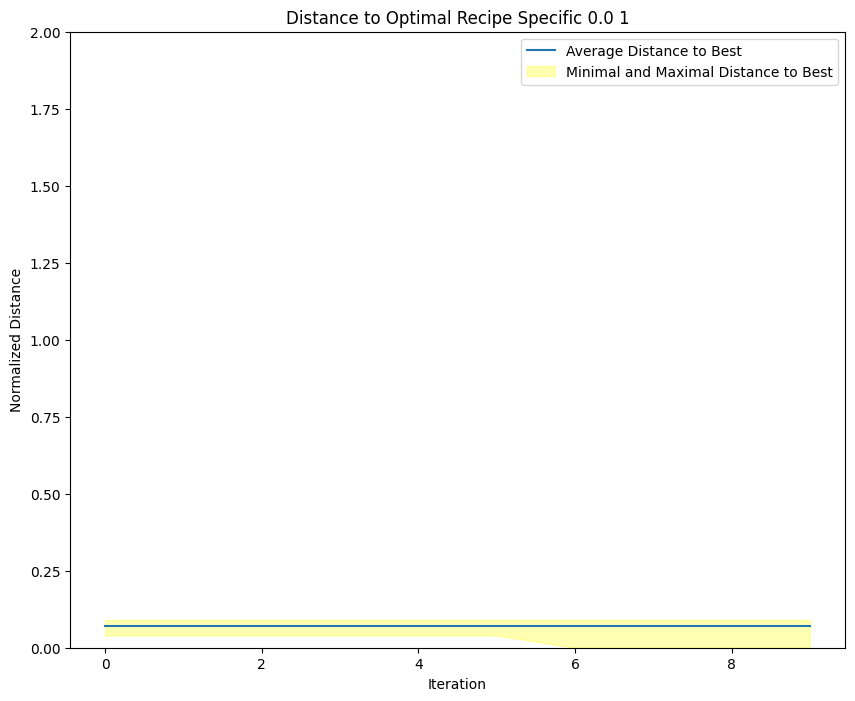 Distance to Optimal Recipe Specific 0.0 1
Average Distance to Best
Minimal and Maximal Distance to Best
Normalized Distance
2.00
1.75
1.50
1.25
1.00
0.75
0.50
0.25
0.00
0 2 4 6 8
Iteration